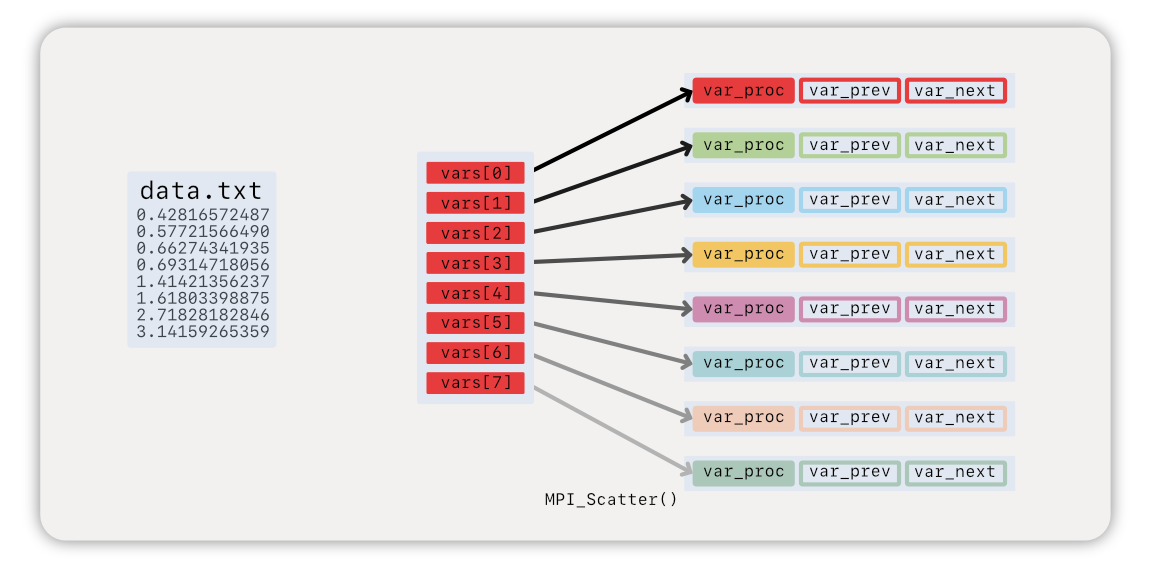 data.txt
0.42816572487
0.57721566490
0.66274341935
0.69314718056
1.41421356237
1.61803398875
2.71828182846
3.14159265359
vars[0]
vars[1]
vars[2]
vars[3]
vars[4]
vars[5]
vars[6]
vars[7]
var_proc var_prev var_next
var_proc var_prev var_next
var_proc var_prev var_next
var_proc var_prev var_next
var_proc var_prev var_next
var_proc var_prev var_next
var_proc var_prev var_next
var_proc var_prev var_next
MPI_Scatter()